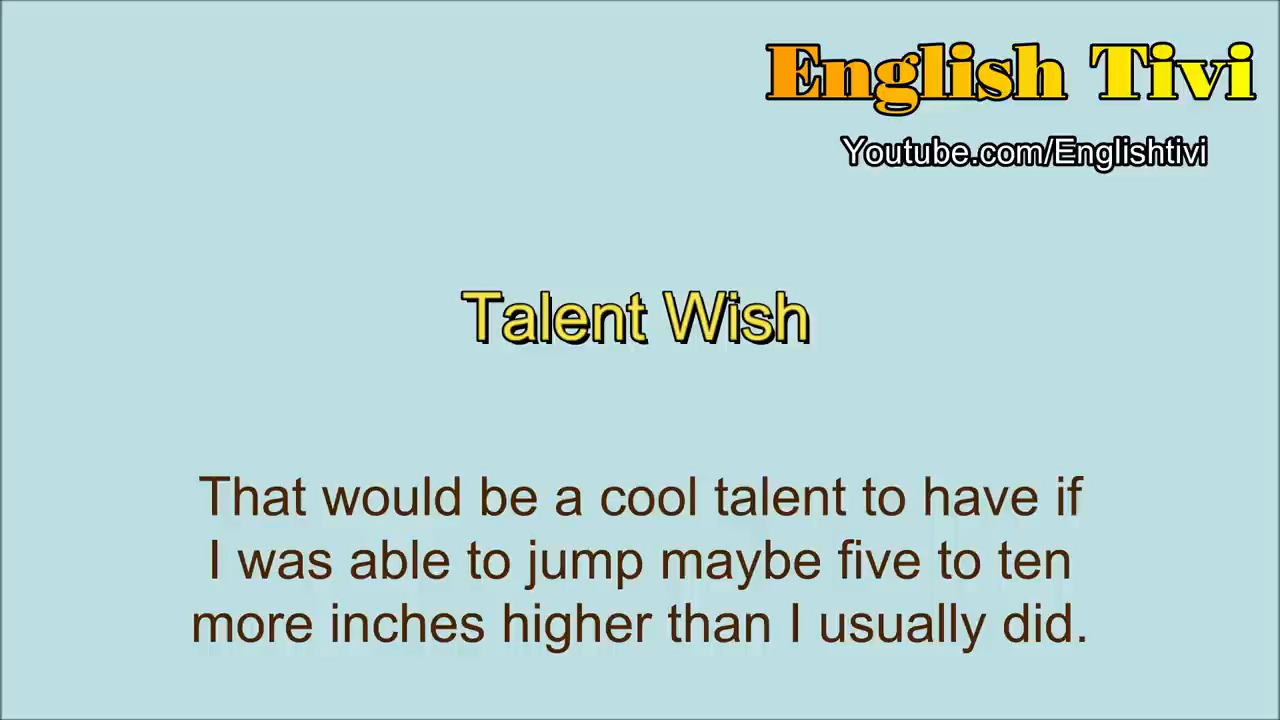 English Tivi
Youtube.com/Englishtivi
Talent Wish
That would be a cool talent to have if
I was able to jump maybe five to ten
more inches higher than I usually did.